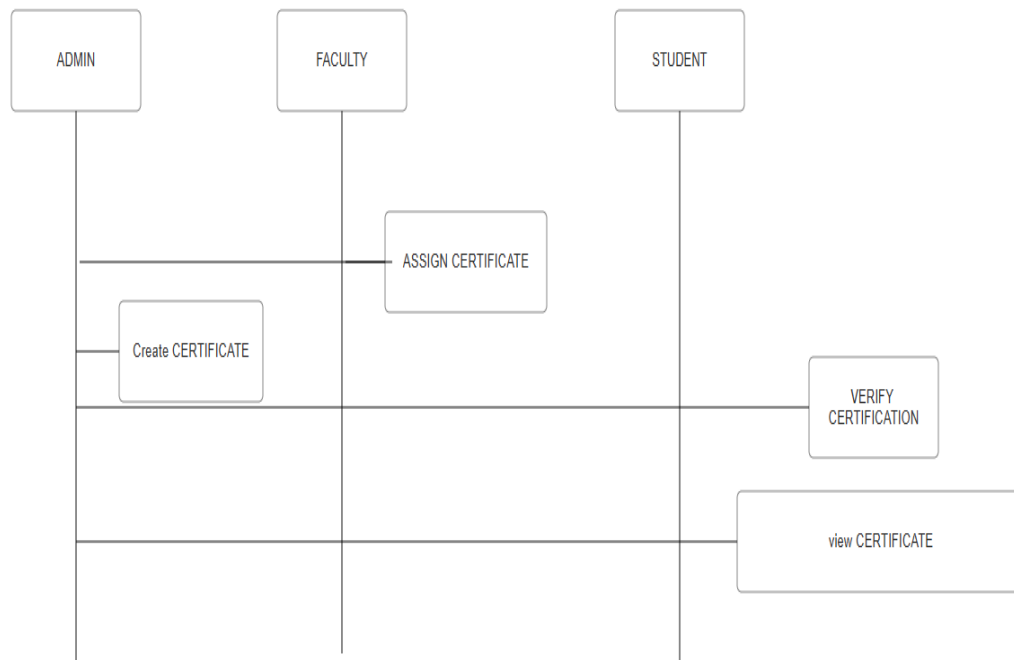 ADMIN
FACULTY
STUDENT
ASSIGN CERTIFICATE
Create CERTIFICATE
VERIFY
CERTIFICATION
view CERTIFICATE